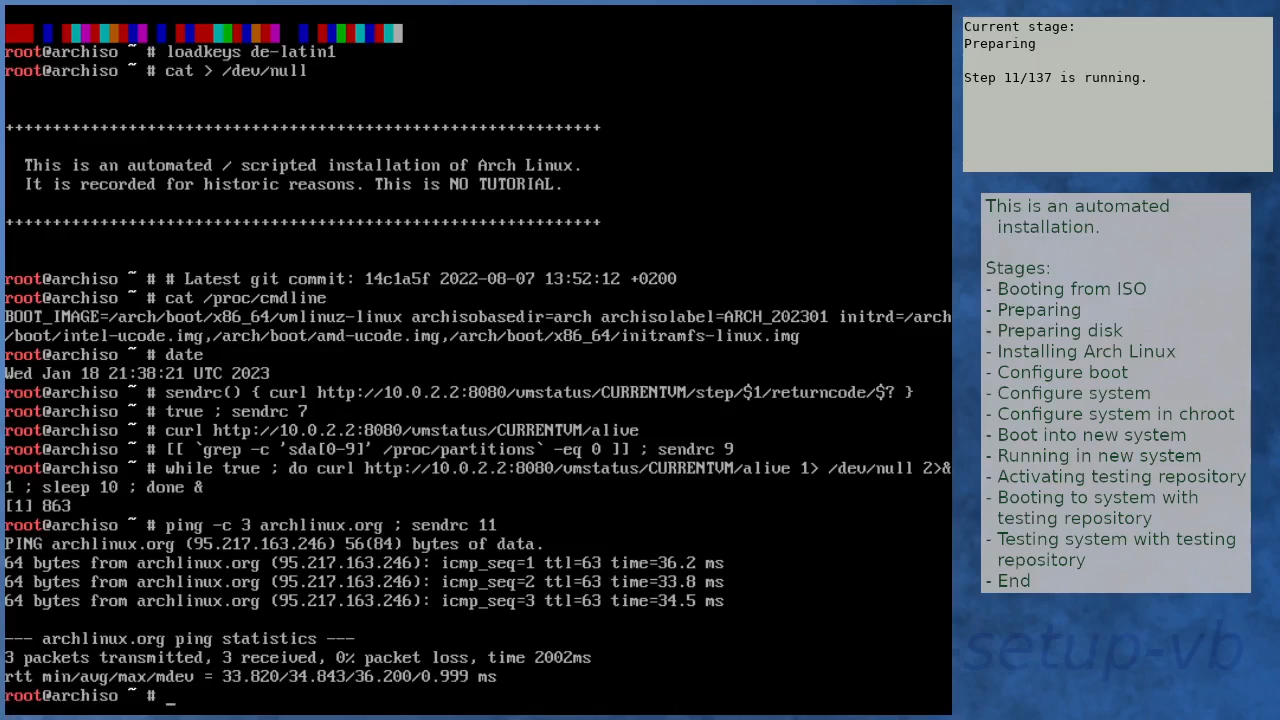 root@archiso ~ # loadkeys de-latin1
root@archiso ~ # cat > /dev/null
+++++++++++++++++++++++++++++++++++++++++++++++++++++++++++++++
This is an automated / scripted installation of Arch Linux.
It is recorded for historic reasons. This is NO TUTORIAL.
+++++++++++++++++++++++++++++++++++++++++++++++++++++++++++++++
root@archiso ~ # # Latest git commit: 14c1a5f 2022-08-07 13:52:12 +0200
root@archiso ~ # cat /proc/cmdline
BOOT_IMAGE=/arch/boot/x86_64/vmlinuz-linux archisobasedir=arch archisolabel=ARCH_202301 initrd=/arch
/boot/intel-ucode.img,/arch/boot/amd-ucode.img,/arch/boot/x86_64/initramfs-linux.img
root@archiso ~ # date
Wed Jan 18 21:38:21 UTC 2023
root@archiso ~ # sendrc() { curl http://10.0.2.2:8080/vmstatus/CURRENTVM/step/$1/returncode/$? }
root@archiso ~ # true ; sendrc 7
root@archiso ~ # curl http://10.0.2.2:8080/vmstatus/CURRENTVM/alive
root@archiso ~ # [[ `grep -c 'sda[0-9]' /proc/partitions` -eq 0 ]] ; sendrc 9
root@archiso ~ # while true ; do curl http://10.0.2.2:8080/vmstatus/CURRENTVM/alive 1> /dev/null 2>&
1 ; sleep 10 ; done &
[1] 863
root@archiso ~ # ping -c 3 archlinux.org ; sendrc 11
PING archlinux.org (95.217.163.246) 56(84) bytes of data.
64 bytes from archlinux.org (95.217.163.246): icmp_seq=1 ttl=63 time=36.2 ms
64 bytes from archlinux.org (95.217.163.246): icmp_seq=2 ttl=63 time=33.8 ms
64 bytes from archlinux.org (95.217.163.246): icmp_seq=3 ttl=63 time=34.5 ms
--- archlinux.org ping statistics ---
3 packets transmitted, 3 received, 0% packet loss, time 2002ms
rtt min/avg/max/mdev = 33.820/34.843/36.200/0.999 ms
root@archiso ~ # _
Current stage:
Preparing
Step 11/137 is running.
This is an automated
installation.
Stages:
- Booting from ISO
- Preparing
- Preparing disk
- Installing Arch Linux
- Configure boot
- Configure system
- Configure system in chroot
- Boot into new system
- Running in new system
- Activating testing repository
- Booting to system with
testing repository
- Testing system with testing
repository
- End
-setup-vb